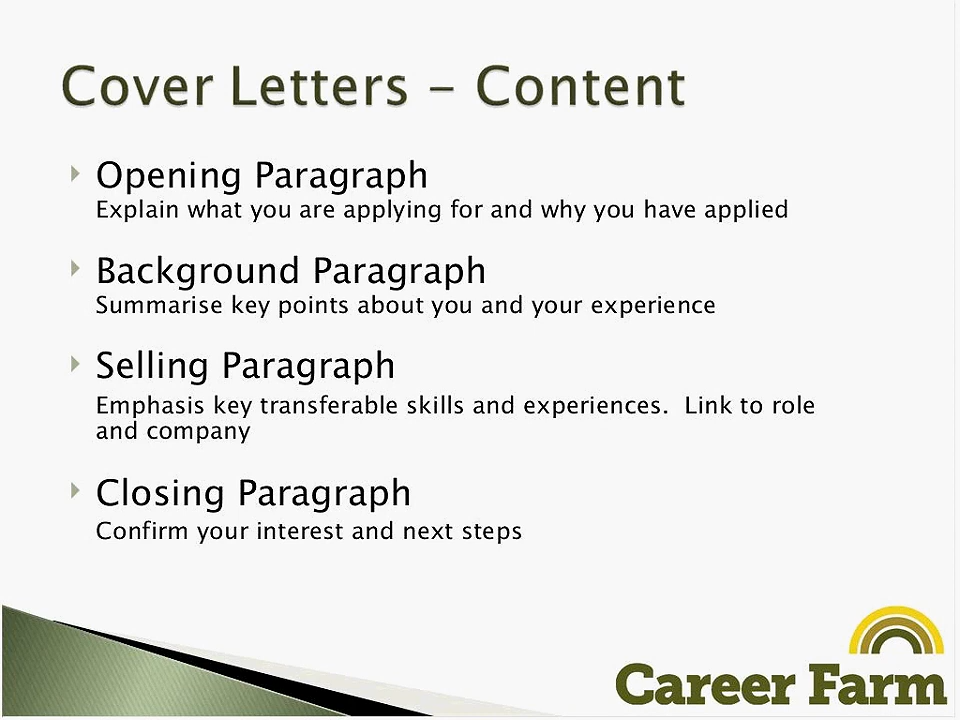 Cover Letters - Content
Opening Paragraph
Explain what you are applying for and why you have applied
Background Paragraph
Summarise key points about you and your experience
Selling Paragraph
Emphasis key transferable skills and experiences.  Link to role
and company
Closing Paragraph
Confirm your interest and next steps
Career Farm